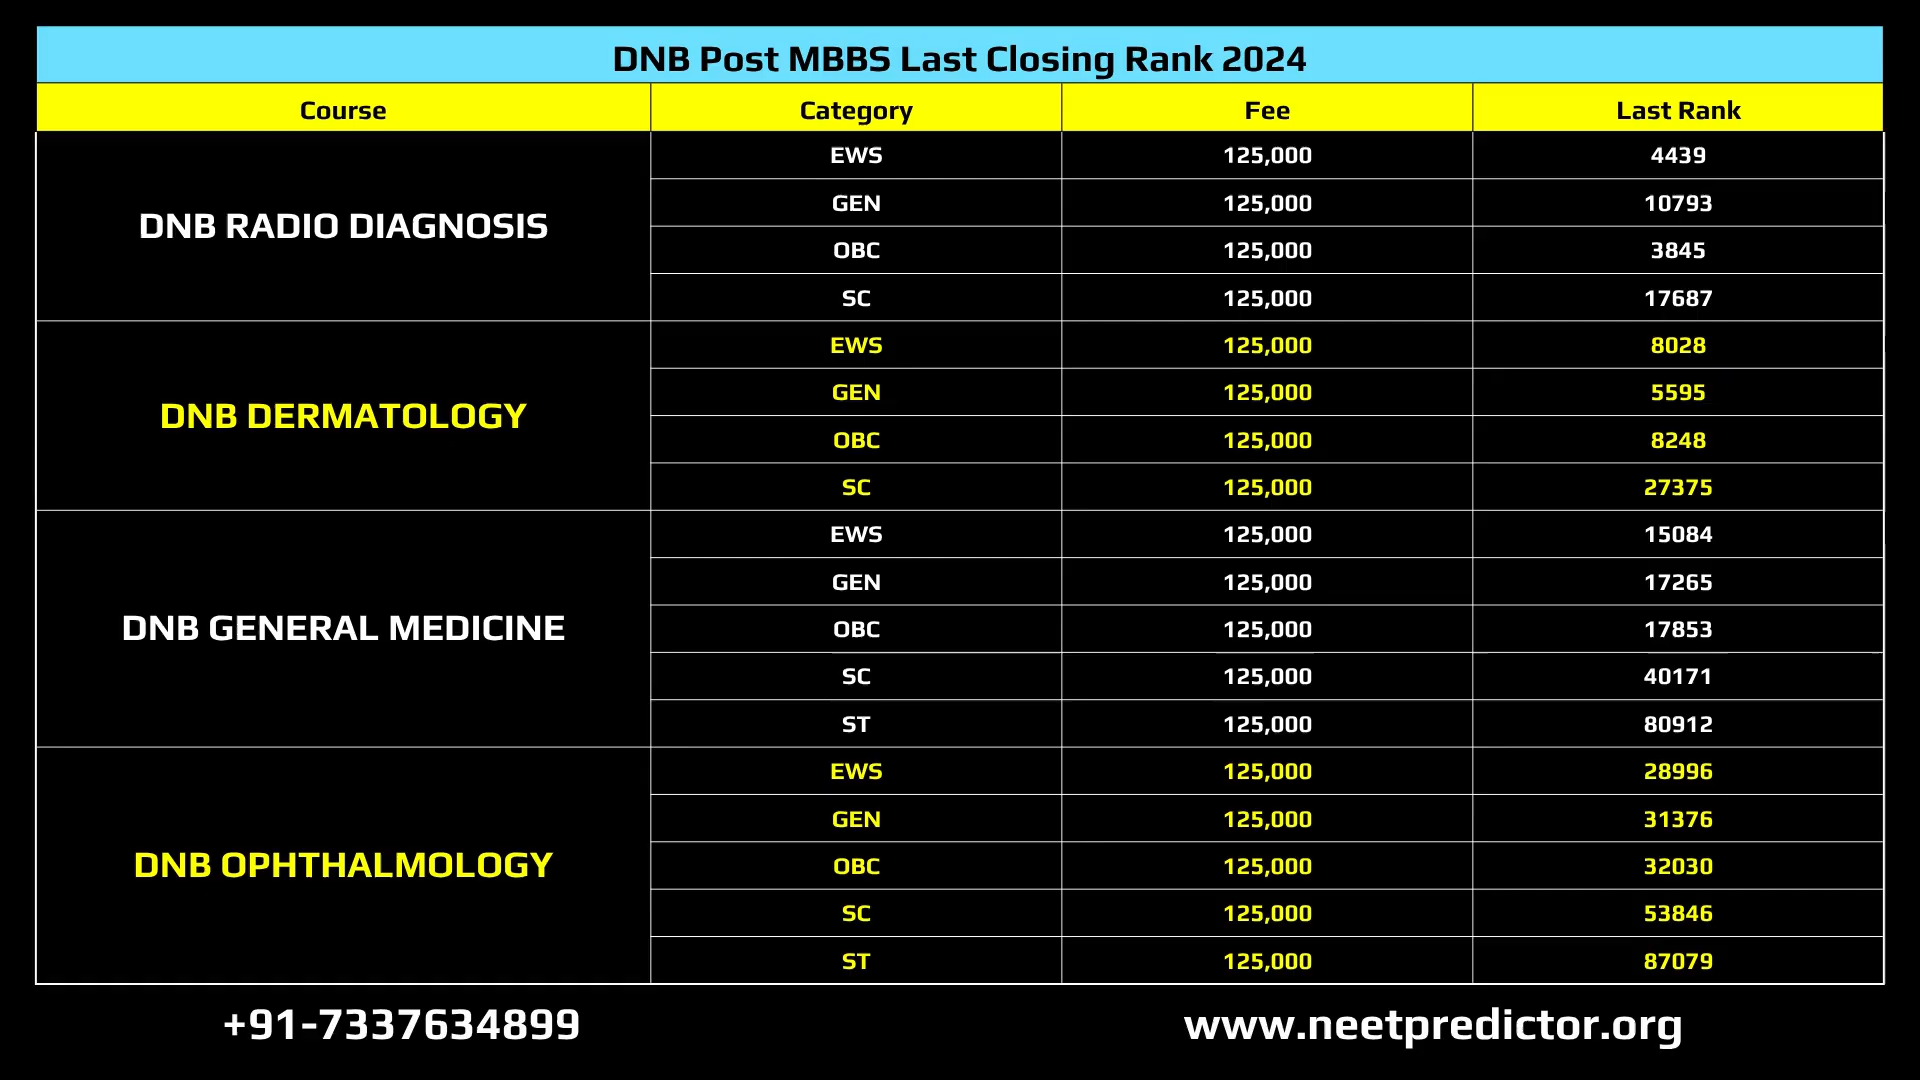 DNB Post MBBS Last Closing Rank 2024
Course Category Fee Last Rank
DNB RADIO DIAGNOSIS
EWS 125,000 4439
GEN 125,000 10793
OBC 125,000 3845
SC 125,000 17687
DNB DERMATOLOGY
EWS 125,000 8028
GEN 125,000 5595
OBC 125,000 8248
SC 125,000 27375
DNB GENERAL MEDICINE
EWS 125,000 15084
GEN 125,000 17265
OBC 125,000 17853
SC 125,000 40171
ST 125,000 80912
DNB OPHTHALMOLOGY
EWS 125,000 28996
GEN 125,000 31376
OBC 125,000 32030
SC 125,000 53846
ST 125,000 87079
+91-7337634899 www.neetpredictor.org